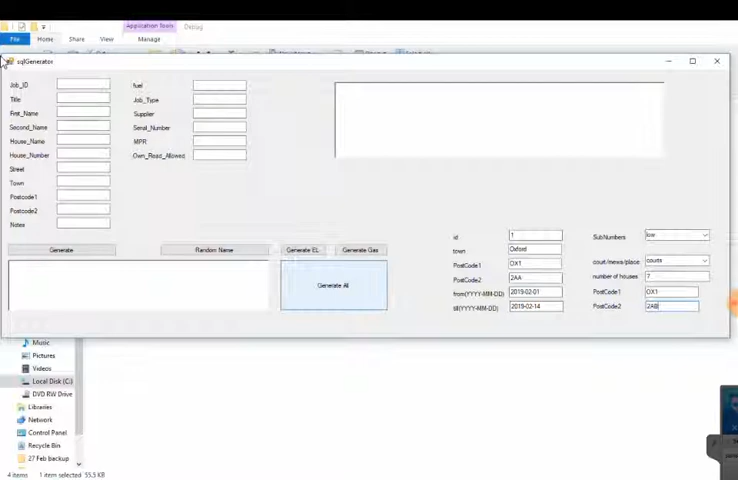 Application Tools
Debug
File
Home
Share
View
Manage
sqlGenerator
Job_ID
Title
First_Name
Second_Name
House_Name
House_Number
Street
Town
Postcode1
Postcode2
Notes
fuel
Job_Type
Supplier
Serial_Number
MPR
Own_Read_Allowed
Generate
Random Name
Generate EL
Generate Gas
Generate All
id
1
town
Oxford
PostCode1
OX1
PostCode2
2AA
from(YYYY-MM-DD)
2019-02-01
till(YYYY-MM-DD)
2019-02-14
SubNumbers
low
court/mews/place
courts
number of houses
7
PostCode1
OX1
PostCode2
2AB
Music
Pictures
Videos
Local Disk (C:)
DVD RW Drive
Libraries
Network
Control Panel
Recycle Bin
27 Feb backup
4 items
1 item selected
55.5 KB